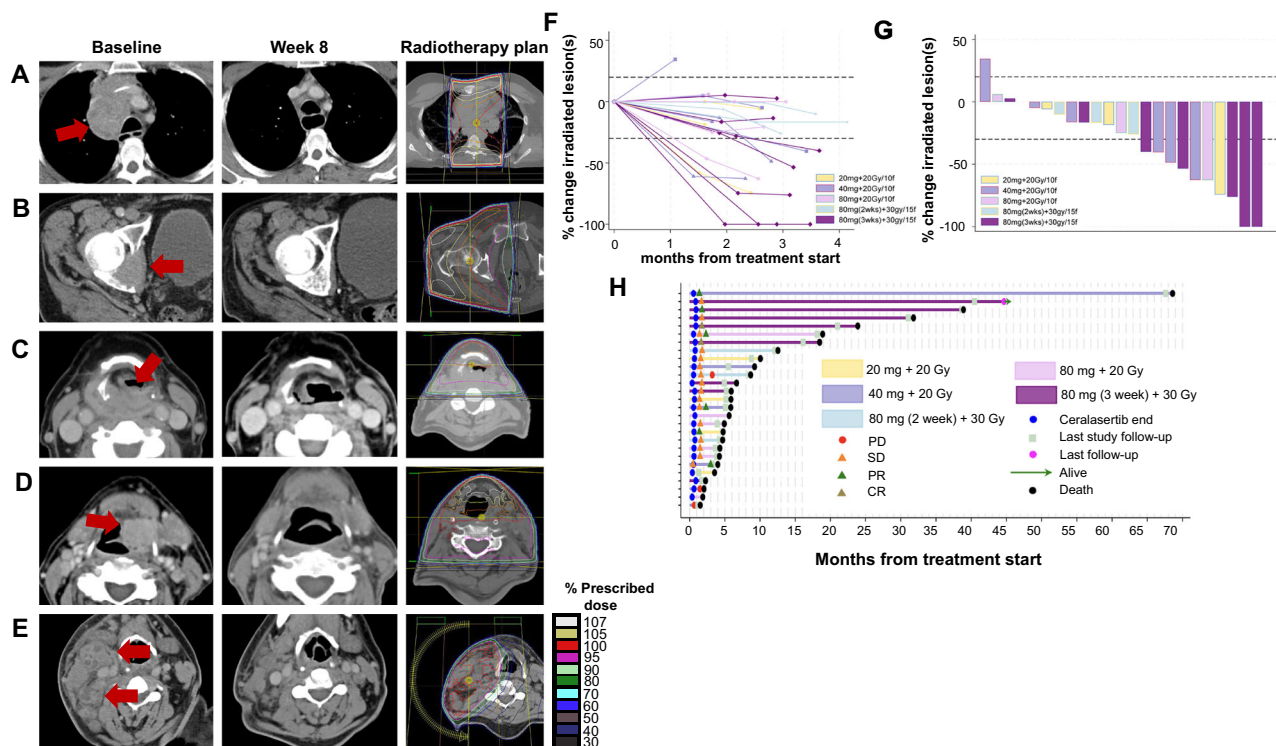 Baseline
Week 8
Radiotherapy plan
A
B
C
D
E
% Prescribed
dose
107
105
100
95
90
80
70
60
50
40
30
F
% change irradiated lesion(s)
50
0
-50
-100
0
1
2
3
4
months from treatment start
20mg+20Gy/10f
40mg+20Gy/10f
80mg+20Gy/10f
80mg(2wks)+30gy/15f
80mg(3wks)+30gy/15f
G
% change irradiated lesion(s)
50
0
-50
-100
20mg+20Gy/10f
40mg+20Gy/10f
80mg+20Gy/10f
80mg(2wks)+30gy/15f
80mg(3wks)+30gy/15f
H
20 mg + 20 Gy
40 mg + 20 Gy
80 mg (2 week) + 30 Gy
PD
SD
PR
CR
80 mg + 20 Gy
80 mg (3 week) + 30 Gy
Ceralasertib end
Last study follow-up
Last follow-up
Alive
Death
0 5 10 15 20 25 30 35 40 45 50 55 60 65 70
Months from treatment start